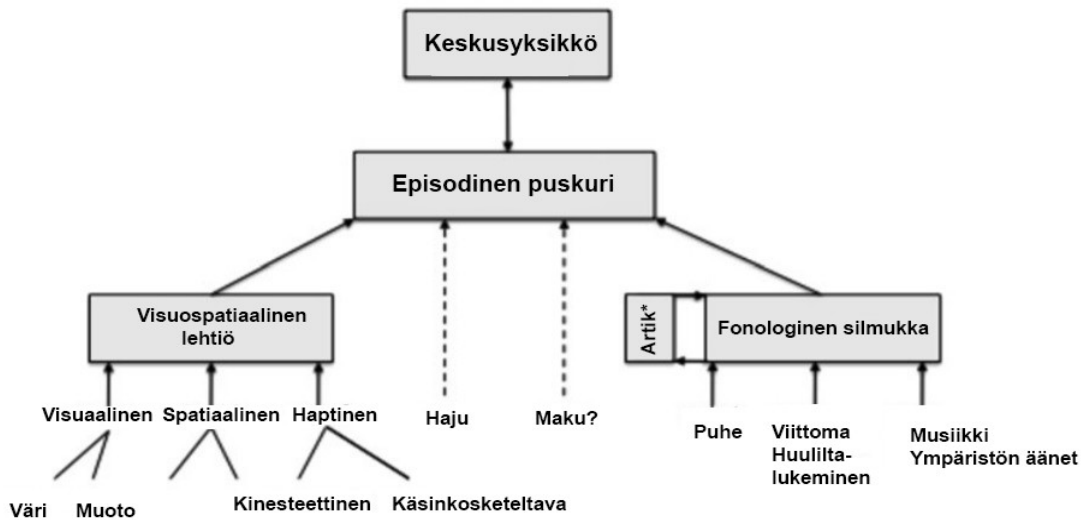 Keskusyksikkö
Episodinen puskuri
Visuospatiaalinen
lehtiö
Artik*
Fonologinen silmukka
Visuaalinen Spatiaalinen Haptinen
Haju
Maku?
Puhe
Viittoma
Huulilta-
lukeminen
Musiikki
Ympäristön äänet
Väri Muoto
Kinesteettinen Käsinkosketeltava